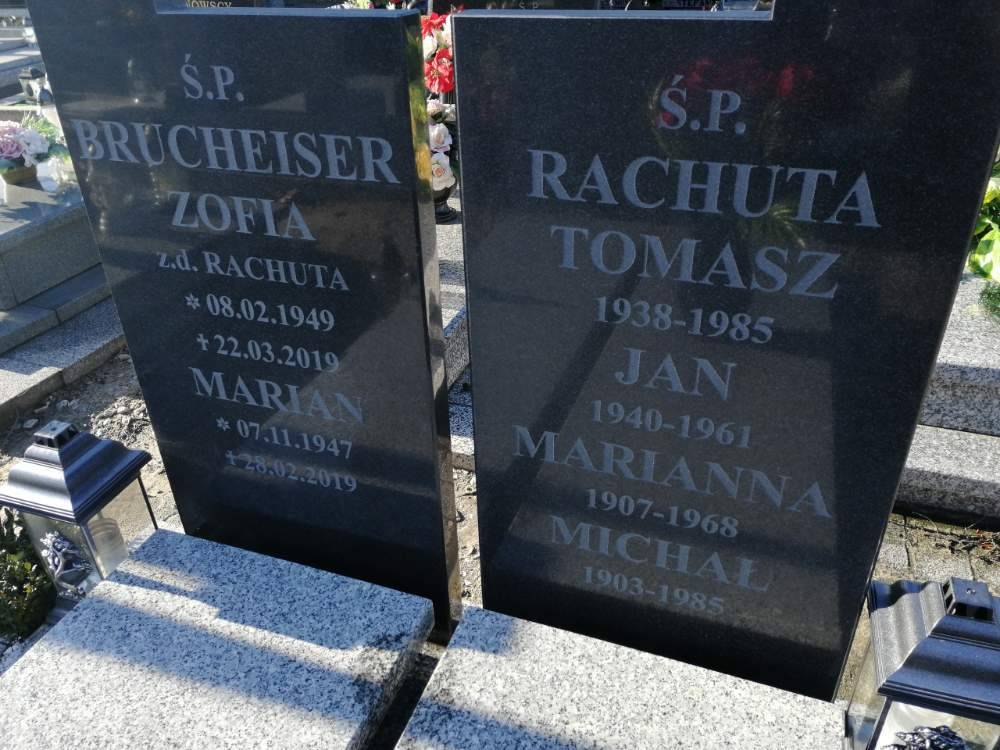 Ś.P.
BRUCHEISER
ZOFIA
z.d. RACHUTA
* 08.02.1949
+ 22.03.2019
MARIAN
* 07.11.1947
+ 28.02.2019
Ś.P.
RACHUTA
TOMASZ
1938-1985
JAN
1940-1961
MARIANNA
1907-1968
MICHAŁ
1903-1985